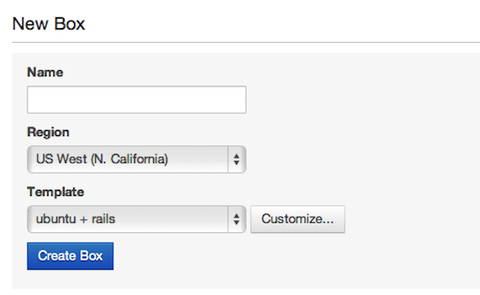 New Box
Name
Region
US West (N. California)
Template
ubuntu + rails
Customize...
Create Box